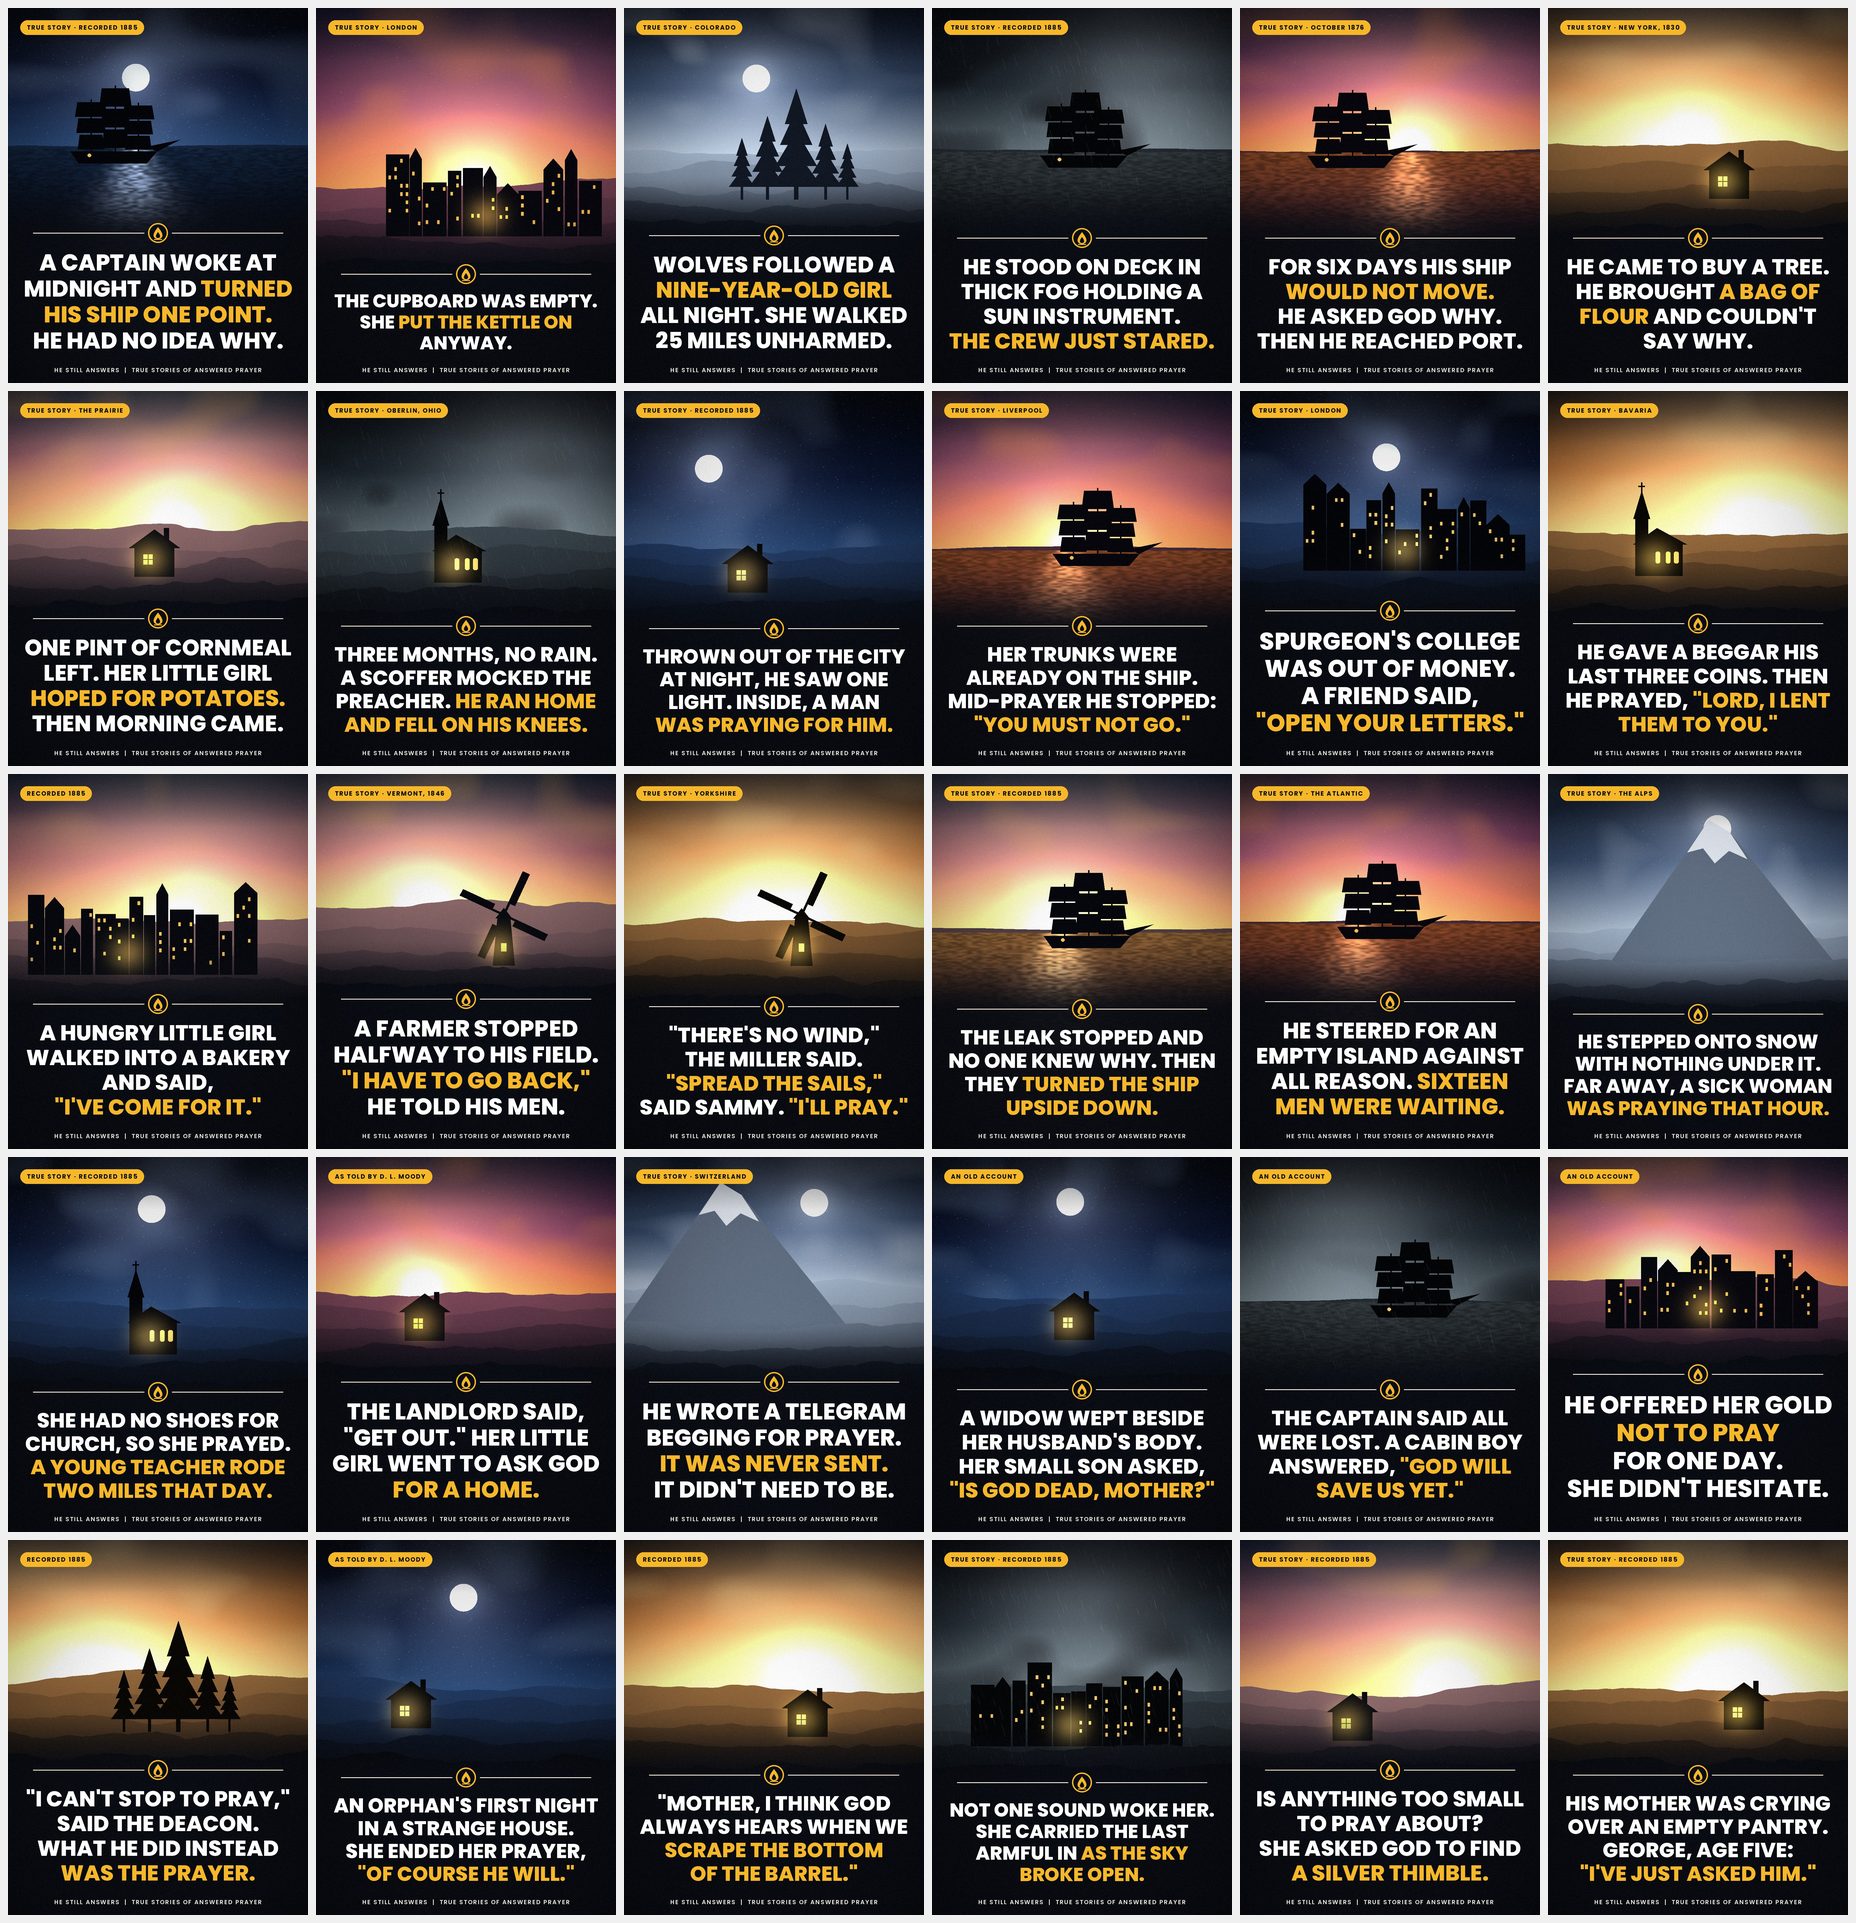 TRUE STORY · RECORDED 1885
A CAPTAIN WOKE AT
MIDNIGHT AND TURNED
HIS SHIP ONE POINT.
HE HAD NO IDEA WHY.
HE STILL ANSWERS | TRUE STORIES OF ANSWERED PRAYER
TRUE STORY · LONDON
THE CUPBOARD WAS EMPTY.
SHE PUT THE KETTLE ON
ANYWAY.
HE STILL ANSWERS | TRUE STORIES OF ANSWERED PRAYER
TRUE STORY · COLORADO
WOLVES FOLLOWED A
NINE-YEAR-OLD GIRL
ALL NIGHT. SHE WALKED
25 MILES UNHARMED.
HE STILL ANSWERS | TRUE STORIES OF ANSWERED PRAYER
TRUE STORY · RECORDED 1885
HE STOOD ON DECK IN
THICK FOG HOLDING A
SUN INSTRUMENT.
THE CREW JUST STARED.
HE STILL ANSWERS | TRUE STORIES OF ANSWERED PRAYER
TRUE STORY · OCTOBER 1876
FOR SIX DAYS HIS SHIP
WOULD NOT MOVE.
HE ASKED GOD WHY.
THEN HE REACHED PORT.
HE STILL ANSWERS | TRUE STORIES OF ANSWERED PRAYER
TRUE STORY · NEW YORK, 1830
HE CAME TO BUY A TREE.
HE BROUGHT A BAG OF
FLOUR AND COULDN'T
SAY WHY.
HE STILL ANSWERS | TRUE STORIES OF ANSWERED PRAYER
TRUE STORY · THE PRAIRIE
ONE PINT OF CORNMEAL
LEFT. HER LITTLE GIRL
HOPED FOR POTATOES.
THEN MORNING CAME.
HE STILL ANSWERS | TRUE STORIES OF ANSWERED PRAYER
TRUE STORY · OBERLIN, OHIO
THREE MONTHS, NO RAIN.
A SCOFFER MOCKED THE
PREACHER. HE RAN HOME
AND FELL ON HIS KNEES.
HE STILL ANSWERS | TRUE STORIES OF ANSWERED PRAYER
TRUE STORY · RECORDED 1885
THROWN OUT OF THE CITY
AT NIGHT, HE SAW ONE
LIGHT. INSIDE, A MAN
WAS PRAYING FOR HIM.
HE STILL ANSWERS | TRUE STORIES OF ANSWERED PRAYER
TRUE STORY · LIVERPOOL
HER TRUNKS WERE
ALREADY ON THE SHIP.
MID-PRAYER HE STOPPED:
"YOU MUST NOT GO."
HE STILL ANSWERS | TRUE STORIES OF ANSWERED PRAYER
TRUE STORY · LONDON
SPURGEON'S COLLEGE
WAS OUT OF MONEY.
A FRIEND SAID,
"OPEN YOUR LETTERS."
HE STILL ANSWERS | TRUE STORIES OF ANSWERED PRAYER
TRUE STORY · BAVARIA
HE GAVE A BEGGAR HIS
LAST THREE COINS. THEN
HE PRAYED, "LORD, I LENT
THEM TO YOU."
HE STILL ANSWERS | TRUE STORIES OF ANSWERED PRAYER
RECORDED 1885
A HUNGRY LITTLE GIRL
WALKED INTO A BAKERY
AND SAID,
"I'VE COME FOR IT."
HE STILL ANSWERS | TRUE STORIES OF ANSWERED PRAYER
TRUE STORY · VERMONT, 1846
A FARMER STOPPED
HALFWAY TO HIS FIELD.
"I HAVE TO GO BACK,"
HE TOLD HIS MEN.
HE STILL ANSWERS | TRUE STORIES OF ANSWERED PRAYER
TRUE STORY · YORKSHIRE
"THERE'S NO WIND,"
THE MILLER SAID.
"SPREAD THE SAILS,"
SAID SAMMY. "I'LL PRAY."
HE STILL ANSWERS | TRUE STORIES OF ANSWERED PRAYER
TRUE STORY · RECORDED 1885
THE LEAK STOPPED AND
NO ONE KNEW WHY. THEN
THEY TURNED THE SHIP
UPSIDE DOWN.
HE STILL ANSWERS | TRUE STORIES OF ANSWERED PRAYER
TRUE STORY · THE ATLANTIC
HE STEERED FOR AN
EMPTY ISLAND AGAINST
ALL REASON. SIXTEEN
MEN WERE WAITING.
HE STILL ANSWERS | TRUE STORIES OF ANSWERED PRAYER
TRUE STORY · THE ALPS
HE STEPPED ONTO SNOW
WITH NOTHING UNDER IT.
FAR AWAY, A SICK WOMAN
WAS PRAYING THAT HOUR.
HE STILL ANSWERS | TRUE STORIES OF ANSWERED PRAYER
TRUE STORY · RECORDED 1885
SHE HAD NO SHOES FOR
CHURCH, SO SHE PRAYED.
A YOUNG TEACHER RODE
TWO MILES THAT DAY.
HE STILL ANSWERS | TRUE STORIES OF ANSWERED PRAYER
AS TOLD BY D. L. MOODY
THE LANDLORD SAID,
"GET OUT." HER LITTLE
GIRL WENT TO ASK GOD
FOR A HOME.
HE STILL ANSWERS | TRUE STORIES OF ANSWERED PRAYER
TRUE STORY · SWITZERLAND
HE WROTE A TELEGRAM
BEGGING FOR PRAYER.
IT WAS NEVER SENT.
IT DIDN'T NEED TO BE.
HE STILL ANSWERS | TRUE STORIES OF ANSWERED PRAYER
AN OLD ACCOUNT
A WIDOW WEPT BESIDE
HER HUSBAND'S BODY.
HER SMALL SON ASKED,
"IS GOD DEAD, MOTHER?"
HE STILL ANSWERS | TRUE STORIES OF ANSWERED PRAYER
AN OLD ACCOUNT
THE CAPTAIN SAID ALL
WERE LOST. A CABIN BOY
ANSWERED, "GOD WILL
SAVE US YET."
HE STILL ANSWERS | TRUE STORIES OF ANSWERED PRAYER
AN OLD ACCOUNT
HE OFFERED HER GOLD
NOT TO PRAY
FOR ONE DAY.
SHE DIDN'T HESITATE.
HE STILL ANSWERS | TRUE STORIES OF ANSWERED PRAYER
RECORDED 1885
"I CAN'T STOP TO PRAY,"
SAID THE DEACON.
WHAT HE DID INSTEAD
WAS THE PRAYER.
HE STILL ANSWERS | TRUE STORIES OF ANSWERED PRAYER
AS TOLD BY D. L. MOODY
AN ORPHAN'S FIRST NIGHT
IN A STRANGE HOUSE.
SHE ENDED HER PRAYER,
"OF COURSE HE WILL."
HE STILL ANSWERS | TRUE STORIES OF ANSWERED PRAYER
RECORDED 1885
"MOTHER, I THINK GOD
ALWAYS HEARS WHEN WE
SCRAPE THE BOTTOM
OF THE BARREL."
HE STILL ANSWERS | TRUE STORIES OF ANSWERED PRAYER
TRUE STORY · RECORDED 1885
NOT ONE SOUND WOKE HER.
SHE CARRIED THE LAST
ARMFUL IN AS THE SKY
BROKE OPEN.
HE STILL ANSWERS | TRUE STORIES OF ANSWERED PRAYER
TRUE STORY · RECORDED 1885
IS ANYTHING TOO SMALL
TO PRAY ABOUT?
SHE ASKED GOD TO FIND
A SILVER THIMBLE.
HE STILL ANSWERS | TRUE STORIES OF ANSWERED PRAYER
TRUE STORY · RECORDED 1885
HIS MOTHER WAS CRYING
OVER AN EMPTY PANTRY.
GEORGE, AGE FIVE:
"I'VE JUST ASKED HIM."
HE STILL ANSWERS | TRUE STORIES OF ANSWERED PRAYER